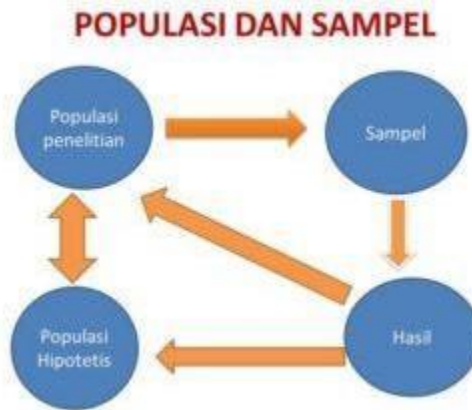 POPULASI DAN SAMPEL
Populasi
penelitian
Sampel
Populasi
Hipotetis
Hasil